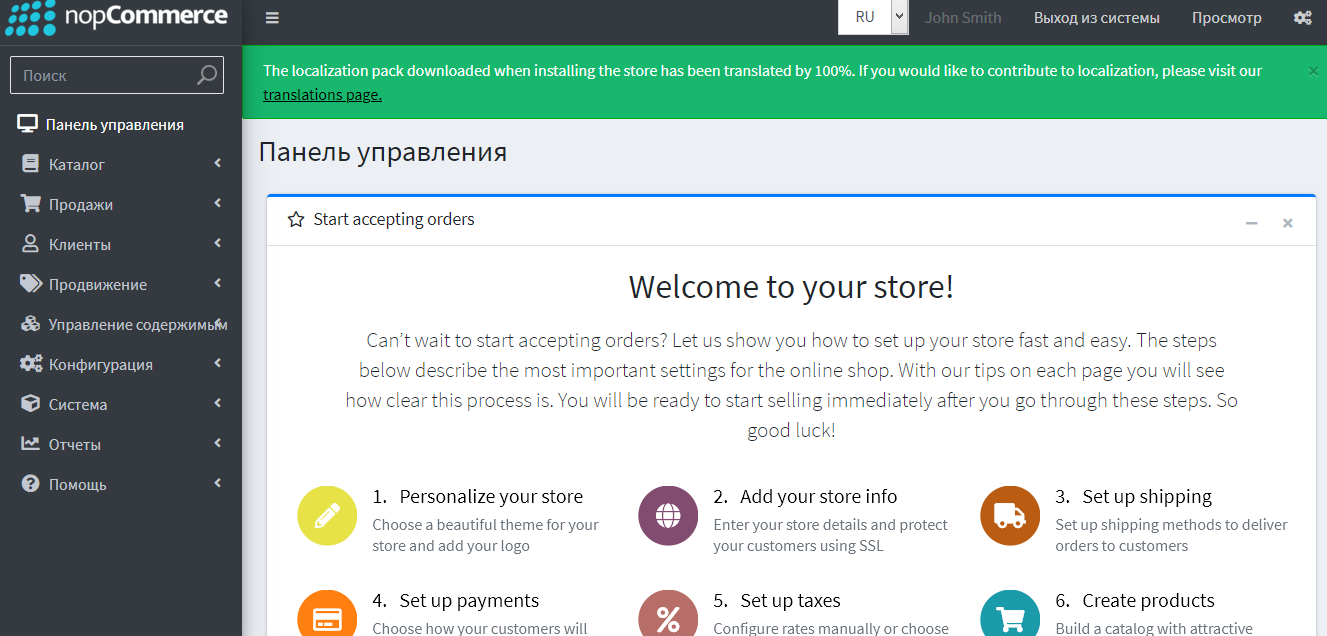 nopCommerce
RU
John Smith
Выход из системы
Просмотр
Поиск
The localization pack downloaded when installing the store has been translated by 100%. If you would like to contribute to localization, please visit our
translations page.
Панель управления
Каталог
Продажи
Клиенты
Продвижение
Управление содержимым
Конфигурация
Система
Отчеты
Помощь
Панель управления
Start accepting orders
Welcome to your store!
Can’t wait to start accepting orders? Let us show you how to set up your store fast and easy. The steps
below describe the most important settings for the online shop. With our tips on each page you will see
how clear this process is. You will be ready to start selling immediately after you go through these steps. So
good luck!
1. Personalize your store
Choose a beautiful theme for your
store and add your logo
2. Add your store info
Enter your store details and protect
your customers using SSL
3. Set up shipping
Set up shipping methods to deliver
orders to customers
4. Set up payments
Choose how your customers will
5. Set up taxes
Configure rates manually or choose
6. Create products
Build a catalog with attractive